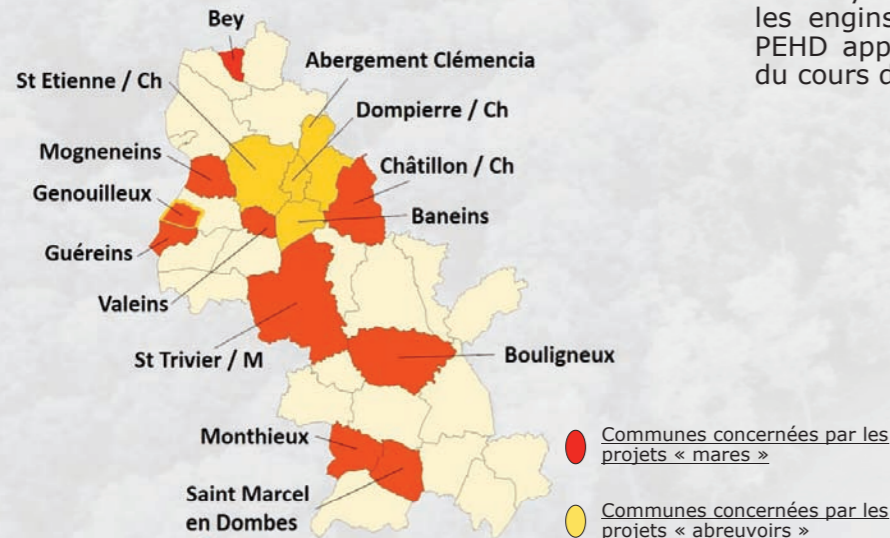 les engins
PEHD app
du cours d
Bey
Abergement Clémencia
St Etienne / Ch
Dompierre / Ch
Mogneneins
Châtillon / Ch
Genouilleux
Baneins
Guéreins
Valeins
St Trivier / M
Bouligneux
Monthieux
Saint Marcel
en Dombes
Communes concernées par les
projets « mares »
Communes concernées par les
projets « abreuvoirs »